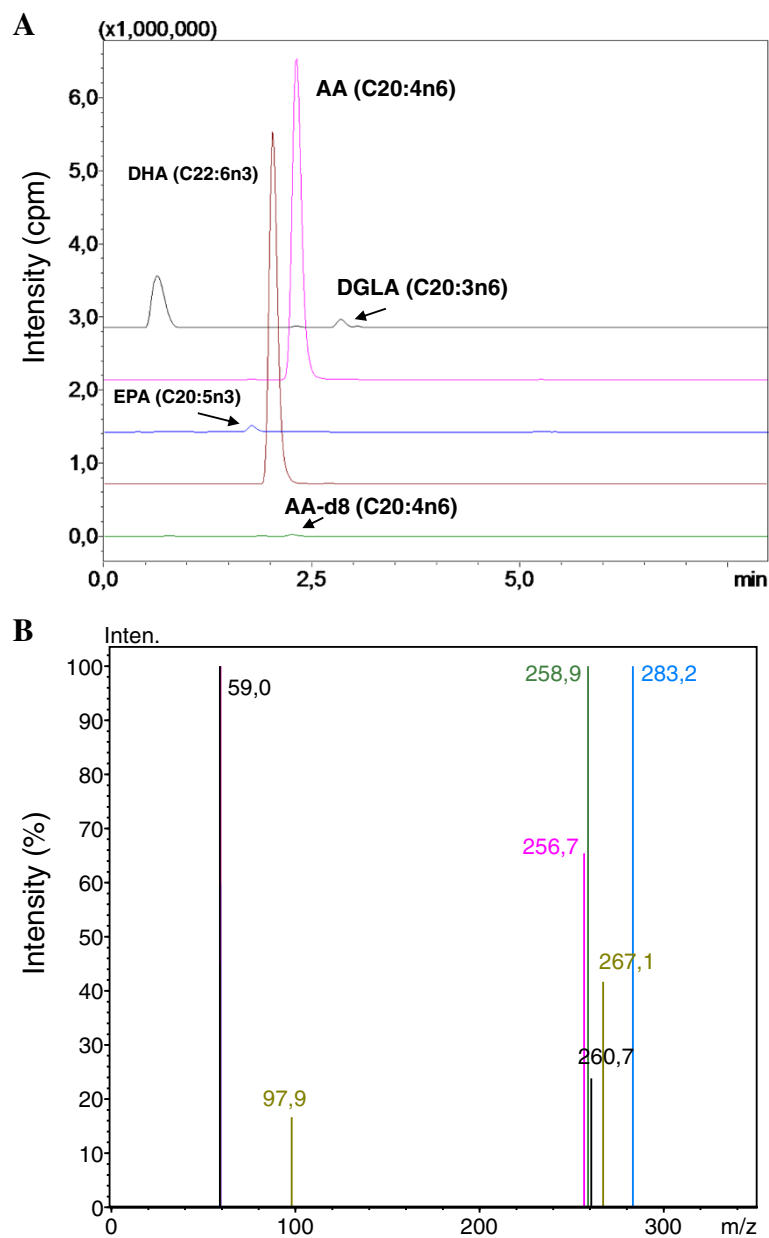 A
(x1,000,000)
Intensity (cpm)
6,0
5,0
4,0
3,0
2,0
1,0
0,0
AA (C20:4n6)
DHA (C22:6n3)
DGLA (C20:3n6)
EPA (C20:5n3)
AA-d8 (C20:4n6)
0,0 2,5 5,0 min
B
Inten.
Intensity (%)
100
90
80
70
60
50
40
30
20
10
0
59,0
258,9
283,2
256,7
267,1
260,7
97,9
0 100 200 300 m/z